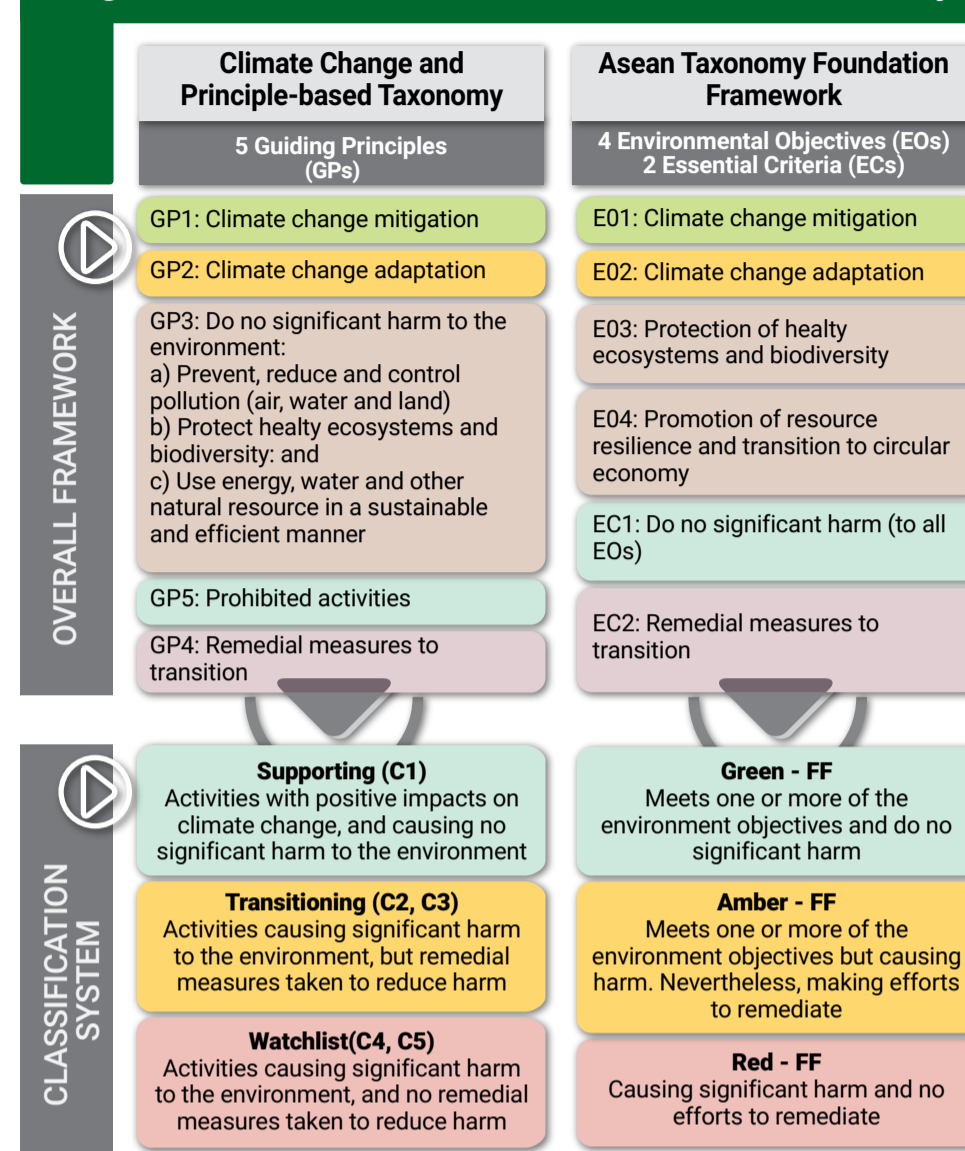 Climate Change and
Principle-based Taxonomy
5 Guiding Principles
(GPs)
Asean Taxonomy Foundation
Framework
4 Environmental Objectives (EOs)
2 Essential Criteria (ECs)
OVERALL FRAMEWORK
GP1: Climate change mitigation
GP2: Climate change adaptation
GP3: Do no significant harm to the
environment:
a) Prevent, reduce and control
pollution (air, water and land)
b) Protect healty ecosystems and
biodiversity: and
c) Use energy, water and other
natural resource in a sustainable
and efficient manner
GP5: Prohibited activities
GP4: Remedial measures to
transition
E01: Climate change mitigation
E02: Climate change adaptation
E03: Protection of healty
ecosystems and biodiversity
E04: Promotion of resource
resilience and transition to circular
economy
EC1: Do no significant harm (to all
EOs)
EC2: Remedial measures to
transition
CLASSIFICATION
SYSTEM
Supporting (C1)
Activities with positive impacts on
climate change, and causing no
significant harm to the environment
Transitioning (C2, C3)
Activities causing significant harm
to the environment, but remedial
measures taken to reduce harm
Watchlist(C4, C5)
Activities causing significant harm
to the environment, and no remedial
measures taken to reduce harm
Green - FF
Meets one or more of the
environment objectives and do no
significant harm
Amber - FF
Meets one or more of the
environment objectives but causing
harm. Nevertheless, making efforts
to remediate
Red - FF
Causing significant harm and no
efforts to remediate